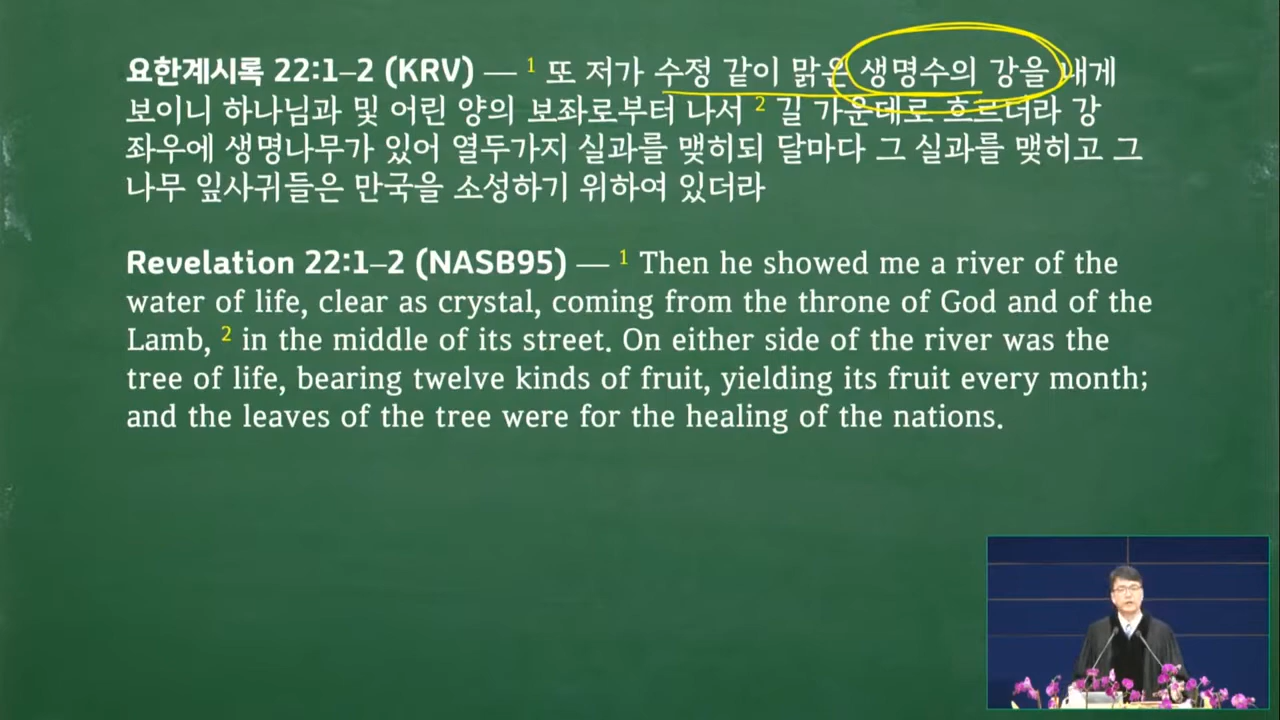 요한계시록 22:1–2 (KRV) — 1 또 저가 수정 같이 맑은 생명수의 강을 내게
보이니 하나님과 및 어린 양의 보좌로부터 나서 2 길 가운데로 흐르더라 강
좌우에 생명나무가 있어 열두가지 실과를 맺히되 달마다 그 실과를 맺히고 그
나무 잎사귀들은 만국을 소성하기 위하여 있더라
Revelation 22:1–2 (NASB95) — 1 Then he showed me a river of the
water of life, clear as crystal, coming from the throne of God and of the
Lamb, 2 in the middle of its street. On either side of the river was the
tree of life, bearing twelve kinds of fruit, yielding its fruit every month;
and the leaves of the tree were for the healing of the nations.